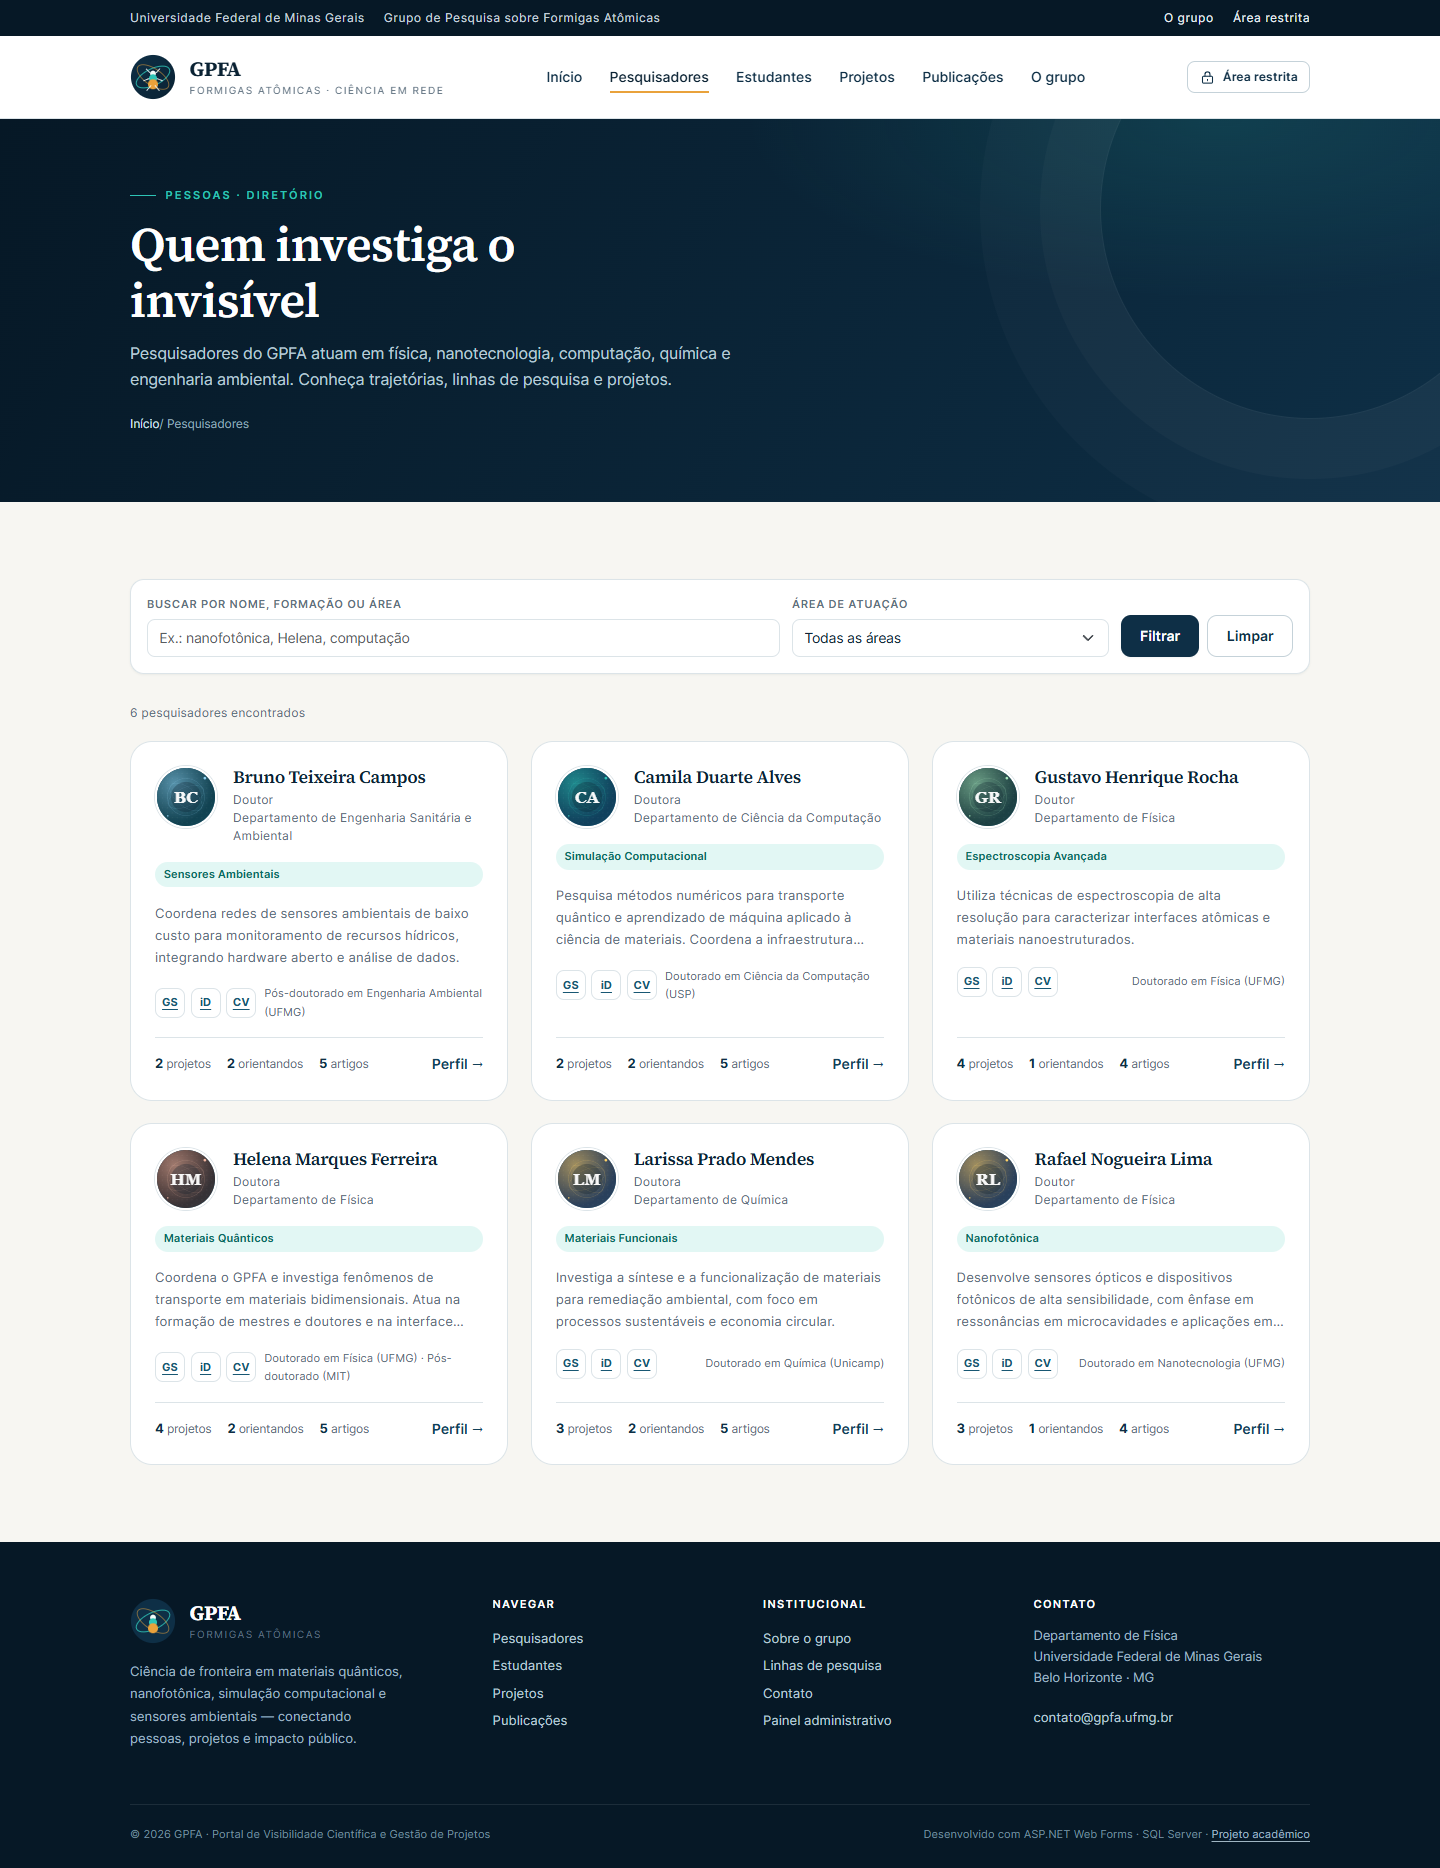 Universidade Federal de Minas Gerais Grupo de Pesquisa sobre Formigas Atômicas O grupo Área restrita
GPFA
FORMIGAS ATÔMICAS · CIÊNCIA EM REDE
Início Pesquisadores Estudantes Projetos Publicações O grupo
Área restrita
PESSOAS · DIRETÓRIO
Quem investiga o
invisível
Pesquisadores do GPFA atuam em física, nanotecnologia, computação, química e
engenharia ambiental. Conheça trajetórias, linhas de pesquisa e projetos.
Início/ Pesquisadores
BUSCAR POR NOME, FORMAÇÃO OU ÁREA
Ex.: nanofotônica, Helena, computação
ÁREA DE ATUAÇÃO
Todas as áreas
Filtrar
Limpar
6 pesquisadores encontrados
BC
Bruno Teixeira Campos
Doutor
Departamento de Engenharia Sanitária e
Ambiental
Sensores Ambientais
Coordena redes de sensores ambientais de baixo
custo para monitoramento de recursos hídricos,
integrando hardware aberto e análise de dados.
GS iD CV
Pós-doutorado em Engenharia Ambiental
(UFMG)
2 projetos 2 orientandos 5 artigos Perfil →
CA
Camila Duarte Alves
Doutora
Departamento de Ciência da Computação
Simulação Computacional
Pesquisa métodos numéricos para transporte
quântico e aprendizado de máquina aplicado à
ciência de materiais. Coordena a infraestrutura...
GS iD CV
Doutorado em Ciência da Computação
(USP)
2 projetos 2 orientandos 5 artigos Perfil →
GR
Gustavo Henrique Rocha
Doutor
Departamento de Física
Espectroscopia Avançada
Utiliza técnicas de espectroscopia de alta
resolução para caracterizar interfaces atômicas e
materiais nanoestruturados.
GS iD CV
Doutorado em Física (UFMG)
4 projetos 1 orientandos 4 artigos Perfil →
HM
Helena Marques Ferreira
Doutora
Departamento de Física
Materiais Quânticos
Coordena o GPFA e investiga fenômenos de
transporte em materiais bidimensionais. Atua na
formação de mestres e doutores e na interface...
GS iD CV
Doutorado em Física (UFMG) · Pós-
doutorado (MIT)
4 projetos 2 orientandos 5 artigos Perfil →
LM
Larissa Prado Mendes
Doutora
Departamento de Química
Materiais Funcionais
Investiga a síntese e a funcionalização de materiais
para remediação ambiental, com foco em
processos sustentáveis e economia circular.
GS iD CV
Doutorado em Química (Unicamp)
3 projetos 2 orientandos 5 artigos Perfil →
RL
Rafael Nogueira Lima
Doutor
Departamento de Física
Nanofotônica
Desenvolve sensores ópticos e dispositivos
fotônicos de alta sensibilidade, com ênfase em
ressonâncias em microcavidades e aplicações em...
GS iD CV
Doutorado em Nanotecnologia (UFMG)
3 projetos 1 orientandos 4 artigos Perfil →
GPFA
FORMIGAS ATÔMICAS
Ciência de fronteira em materiais quânticos,
nanofotônica, simulação computacional e
sensores ambientais — conectando
pessoas, projetos e impacto público.
NAVEGAR
Pesquisadores
Estudantes
Projetos
Publicações
INSTITUCIONAL
Sobre o grupo
Linhas de pesquisa
Contato
Painel administrativo
CONTATO
Departamento de Física
Universidade Federal de Minas Gerais
Belo Horizonte · MG
contato@gpfa.ufmg.br
© 2026 GPFA · Portal de Visibilidade Científica e Gestão de Projetos
Desenvolvido com ASP.NET Web Forms · SQL Server · Projeto acadêmico